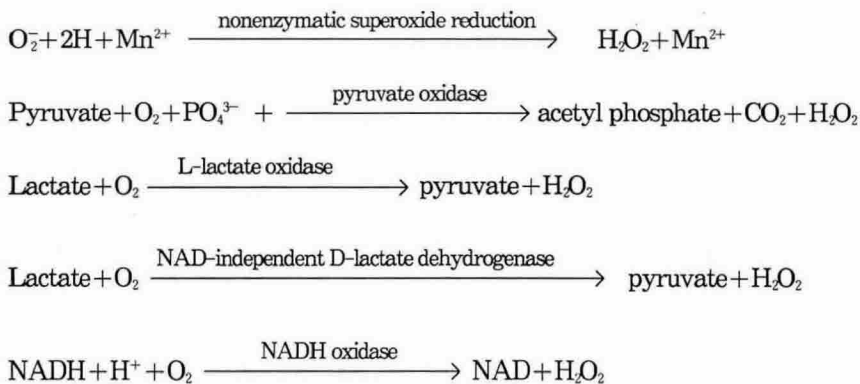 nonenzymatic superoxide reduction
O₂⁻+2H+Mn²⁺ ⟶ H₂O₂+Mn²⁺
pyruvate oxidase
Pyruvate+O₂+PO₄³⁻ + ⟶ acetyl phosphate+CO₂+H₂O₂
L-lactate oxidase
Lactate+O₂ ⟶ pyruvate+H₂O₂
NAD-independent D-lactate dehydrogenase
Lactate+O₂ ⟶ pyruvate+H₂O₂
NADH oxidase
NADH+H⁺+O₂ ⟶ NAD+H₂O₂